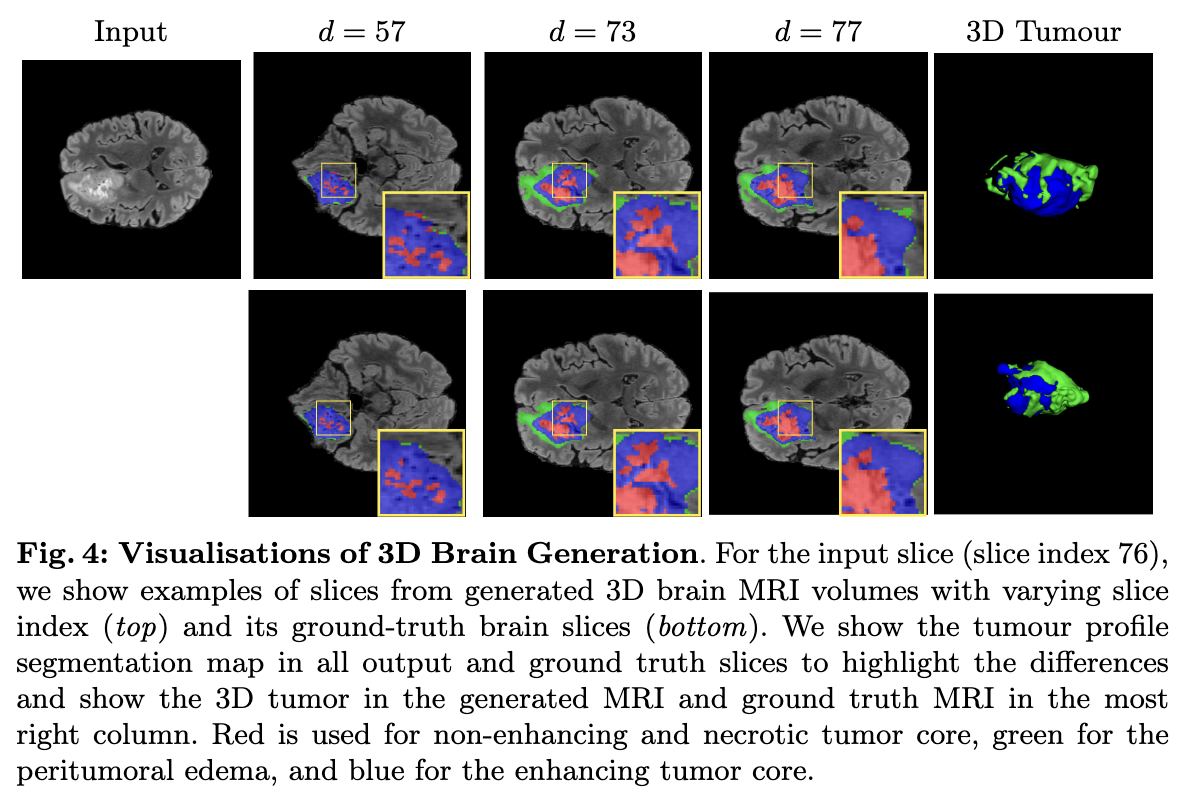 Input d = 57 d = 73 d = 77 3D Tumour
Fig. 4: Visualisations of 3D Brain Generation. For the input slice (slice index 76),
we show examples of slices from generated 3D brain MRI volumes with varying slice
index (top) and its ground-truth brain slices (bottom). We show the tumour profile
segmentation map in all output and ground truth slices to highlight the differences
and show the 3D tumor in the generated MRI and ground truth MRI in the most
right column. Red is used for non-enhancing and necrotic tumor core, green for the
peritumoral edema, and blue for the enhancing tumor core.